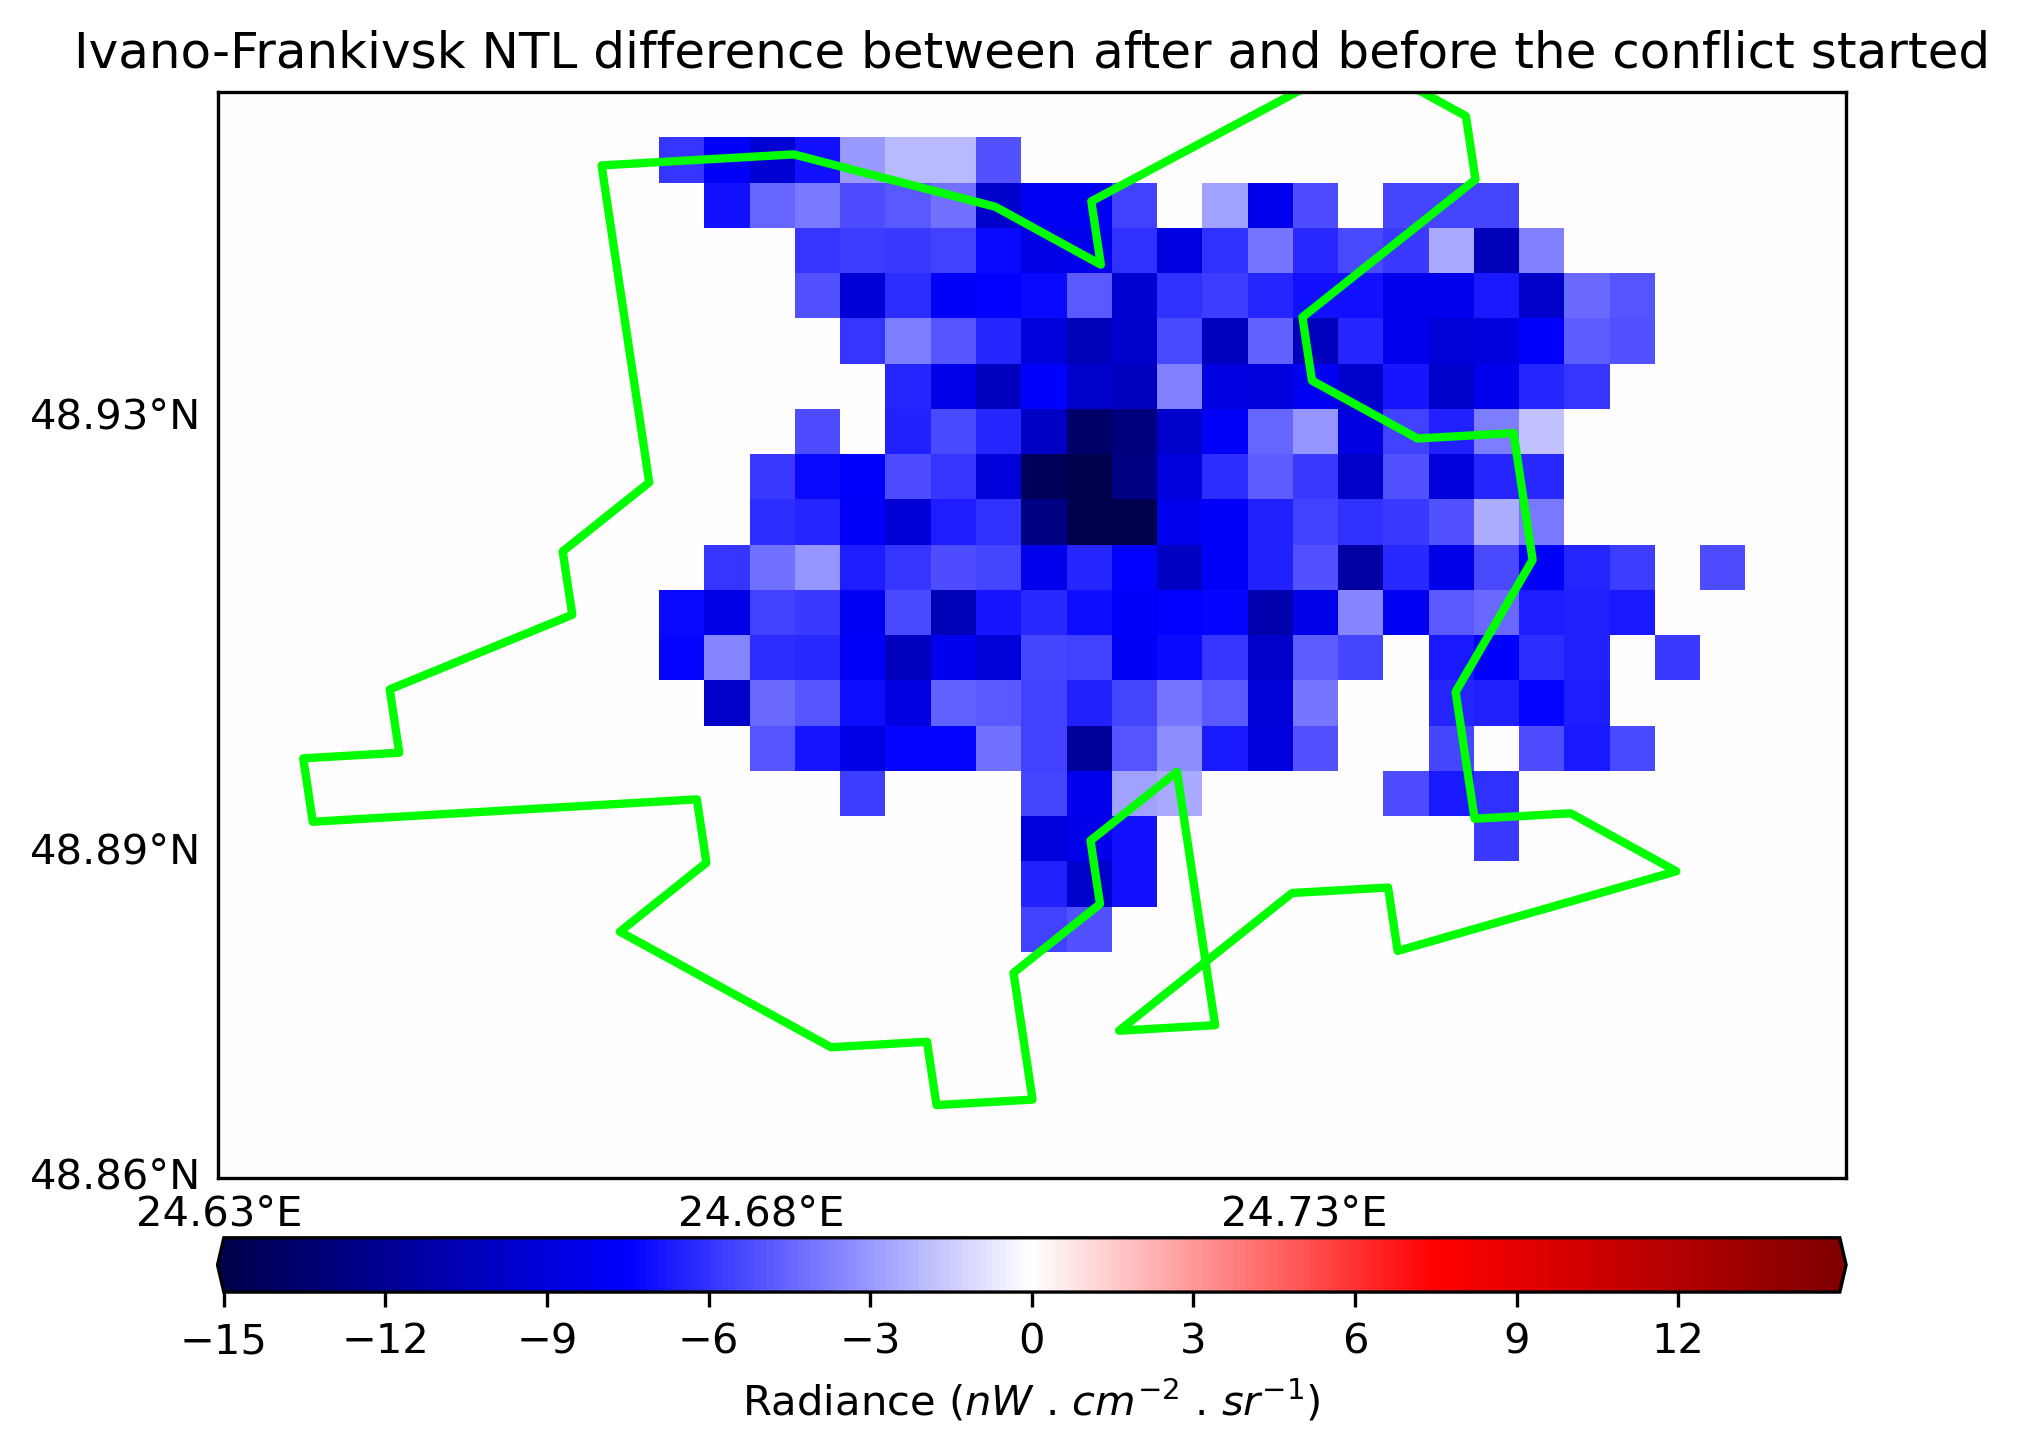 Ivano-Frankivsk NTL difference between after and before the conflict started
48.93°N
48.89°N
48.86°N
24.63°E 24.68°E 24.73°E
−15 −12 −9 −6 −3 0 3 6 9 12
Radiance (nW . cm⁻² . sr⁻¹)